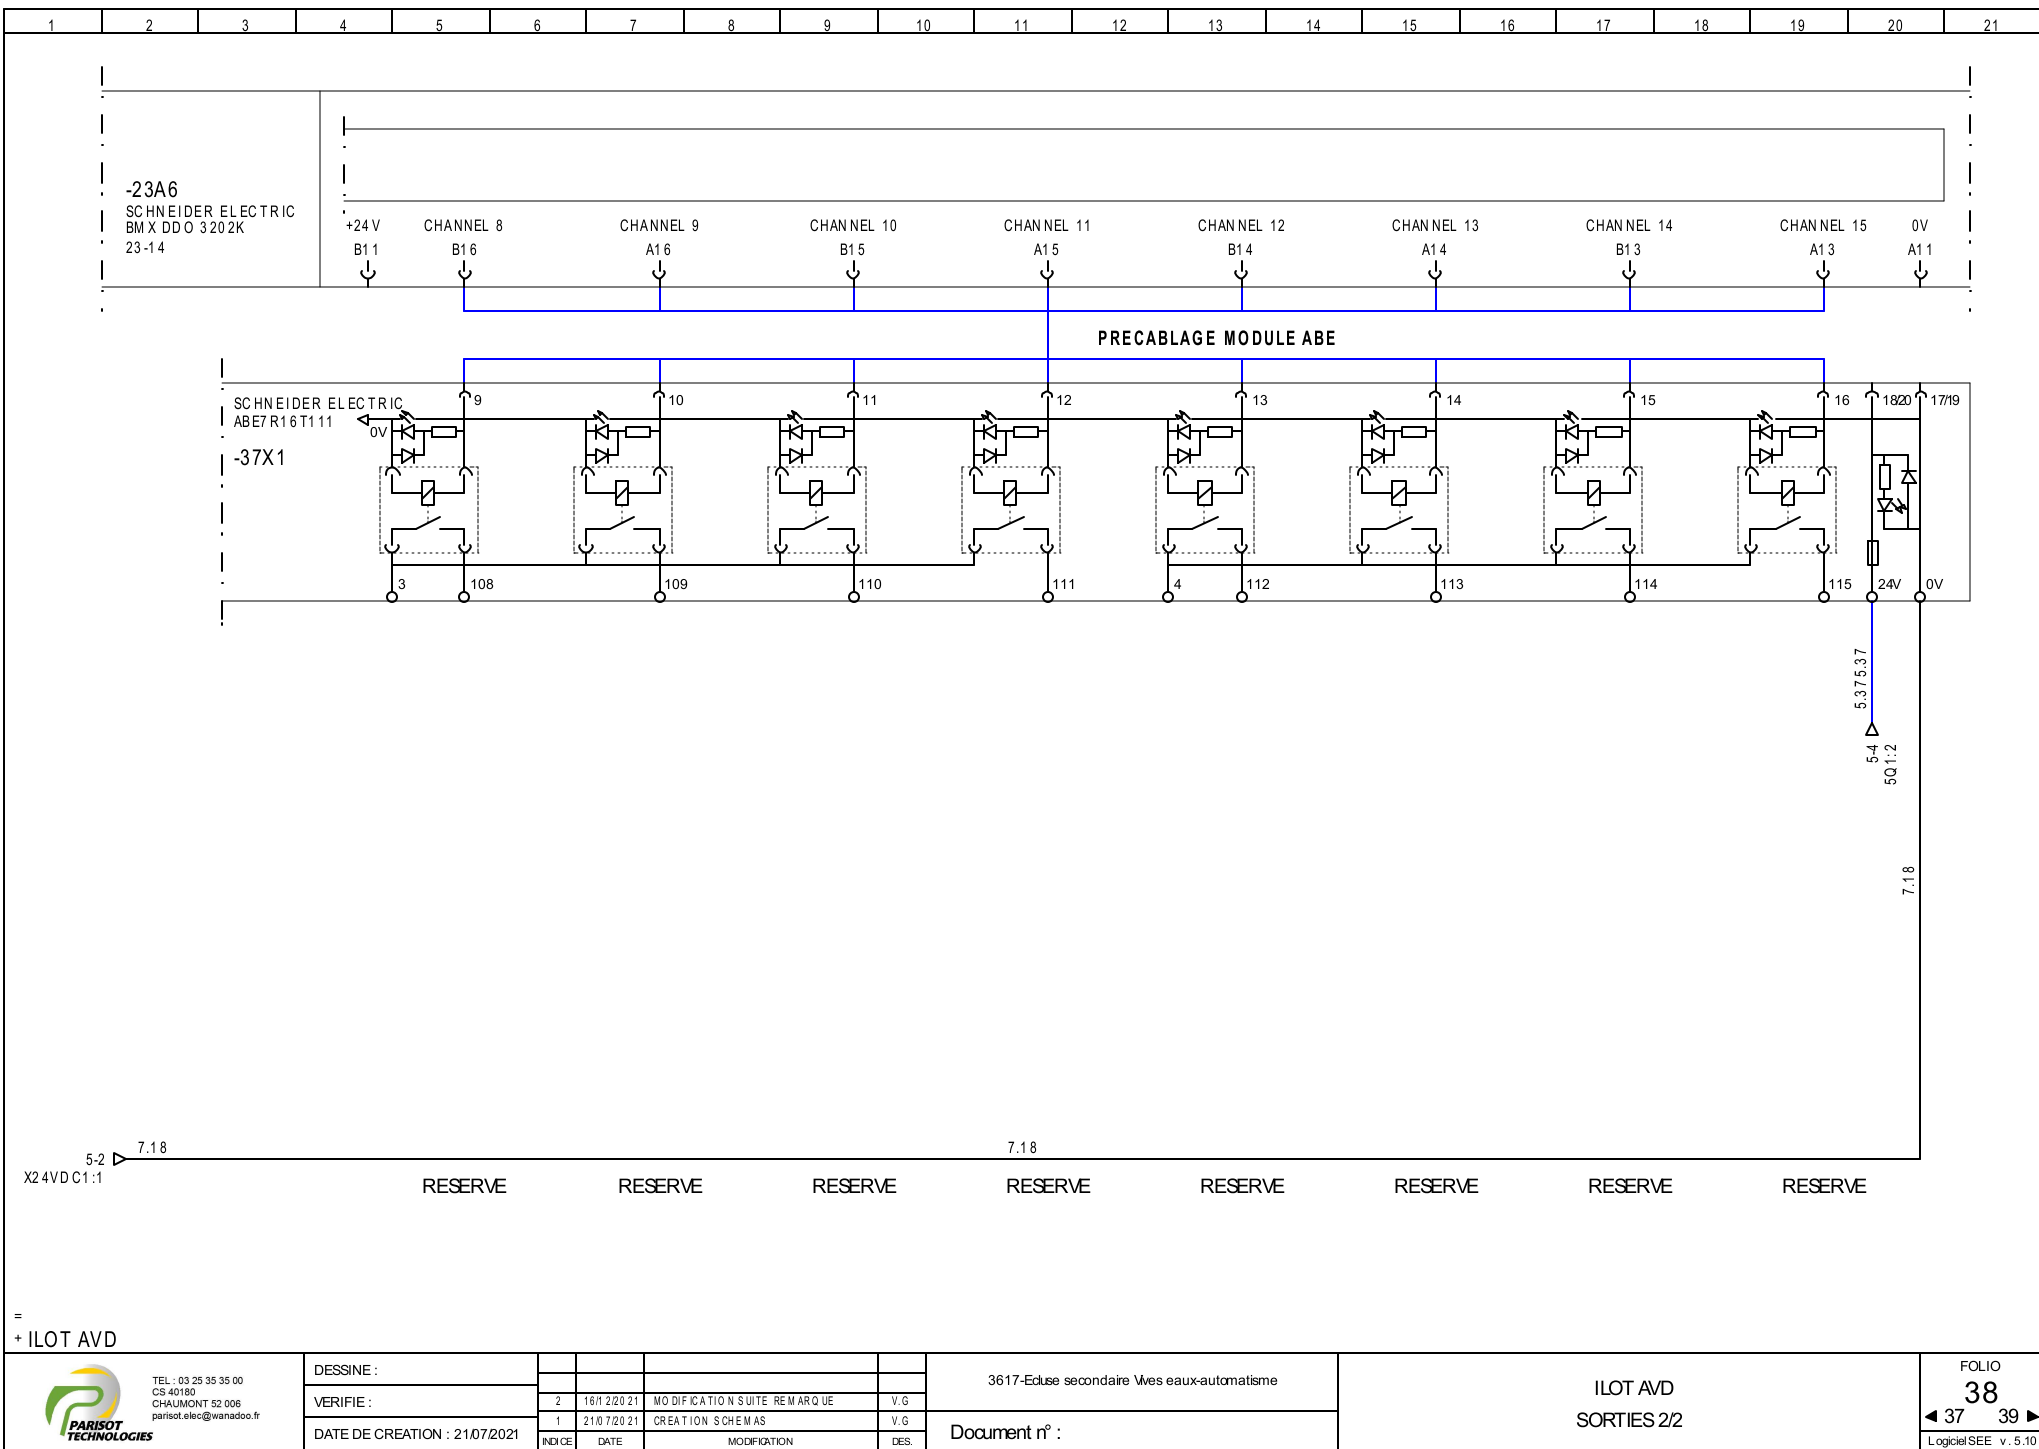 1 2 3 4 5 6 7 8 9 10 11 12 13 14 15 16 17 18 19 20 21
-23A6
SCHNEIDER ELECTRIC
BMX DDO 3202K
23-14
+24V CHANNEL 8 CHANNEL 9 CHANNEL 10 CHANNEL 11 CHANNEL 12 CHANNEL 13 CHANNEL 14 CHANNEL 15 0V
B11 B16 A16 B15 A15 B14 A14 B13 A13 A11
PRECABLAGE MODULE ABE
SCHNEIDER ELECTRIC 9 10 11 12 13 14 15 16 18/20 17/19
ABE7R16T111
0V
-37X1
3 108 109 110 111 4 112 113 114 115 24V 0V
5.37 5.37
5-4
5Q1:2
7.18
7.18 7.18
5-2
X24VDC1:1
RESERVE RESERVE RESERVE RESERVE RESERVE RESERVE RESERVE RESERVE
=
+ ILOT AVD
PARISOT
TECHNOLOGIES
TEL : 03 25 35 35 00
CS 40180
CHAUMONT 52 006
parisot.elec@wanadoo.fr
DESSINE :
VERIFIE :
DATE DE CREATION : 21/07/2021
2 16/12/2021 MODIFICATION SUITE REMARQUE V.G
1 21/07/2021 CREATION SCHEMAS V.G
INDICE DATE MODIFICATION DES.
3617-Ecluse secondaire Vives eaux-automatisme
Document n° :
ILOT AVD
SORTIES 2/2
FOLIO
38
37 39
Logiciel SEE v.5.10